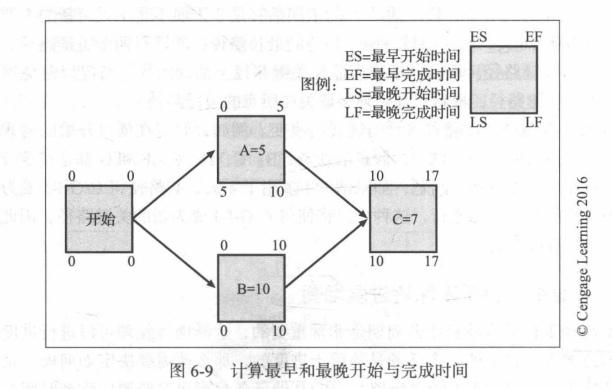 ES EF
ES=最早开始时间
EF=最早完成时间
图例:
LS=最晚开始时间
LF=最晚完成时间
LS LF
0 5
A=5
5 10
0 0
开始
0 0
10 17
C=7
10 17
0 10
B=10
10
© Cengage Learning 2016
图 6-9 计算最早和最晚开始与完成时间